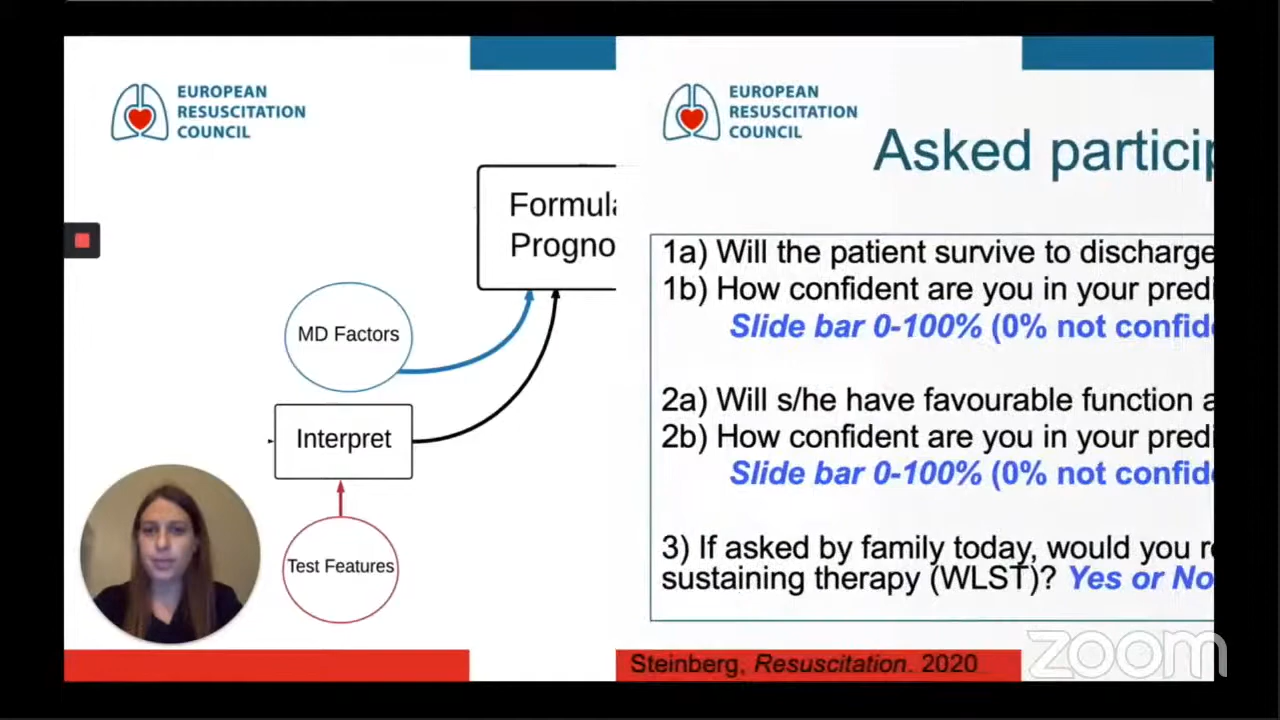 EUROPEAN
RESUSCITATION
COUNCIL
Formula
Progno
MD Factors
Interpret
Test Features
EUROPEAN
RESUSCITATION
COUNCIL
Asked particip
1a) Will the patient survive to discharge
1b) How confident are you in your predi
Slide bar 0-100% (0% not confid
2a) Will s/he have favourable function a
2b) How confident are you in your predi
Slide bar 0-100% (0% not confid
3) If asked by family today, would you r
sustaining therapy (WLST)? Yes or No
Steinberg, Resuscitation. 2020
zoom